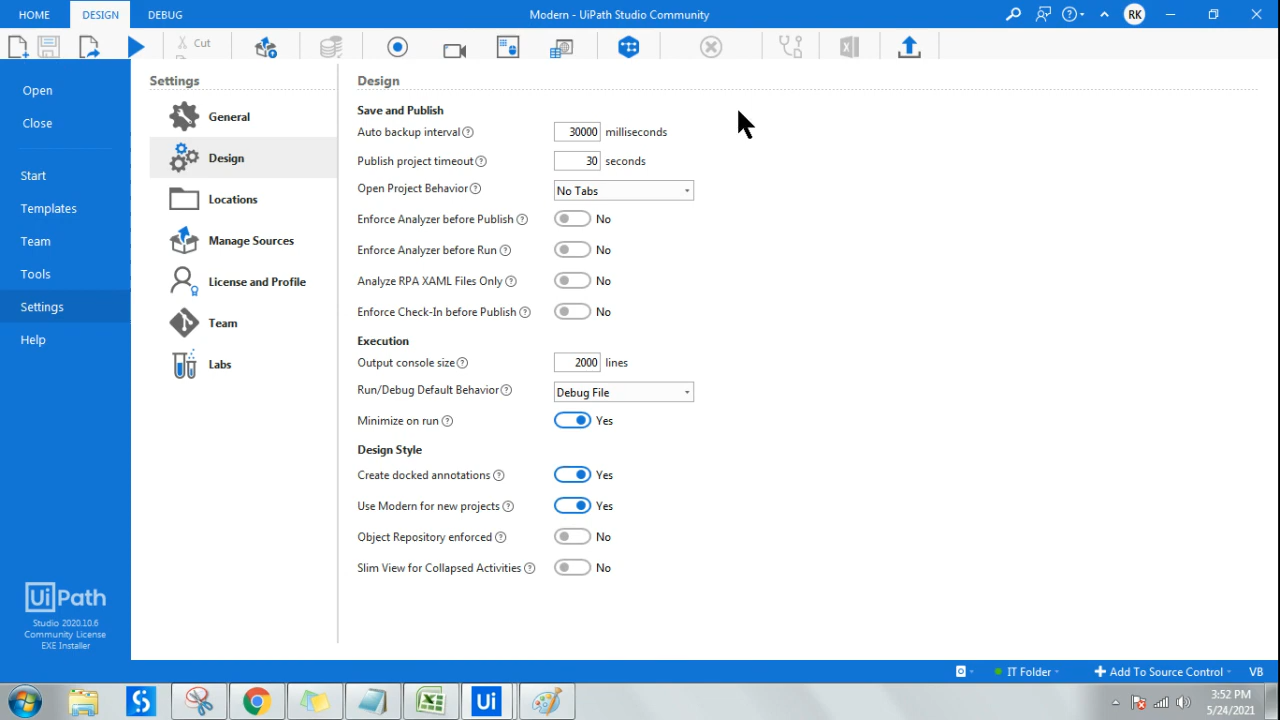 HOME DESIGN DEBUG Modern - UiPath Studio Community RK
Cut
Open
Close
Start
Templates
Team
Tools
Settings
Help
UiPath
Studio 2020.10.6
Community License
EXE Installer
Settings
General
Design
Locations
Manage Sources
License and Profile
Team
Labs
Design
Save and Publish
Auto backup interval 30000 milliseconds
Publish project timeout 30 seconds
Open Project Behavior No Tabs
Enforce Analyzer before Publish No
Enforce Analyzer before Run No
Analyze RPA XAML Files Only No
Enforce Check-In before Publish No
Execution
Output console size 2000 lines
Run/Debug Default Behavior Debug File
Minimize on run Yes
Design Style
Create docked annotations Yes
Use Modern for new projects Yes
Object Repository enforced No
Slim View for Collapsed Activities No
IT Folder Add To Source Control VB
Ui
3:52 PM
5/24/2021